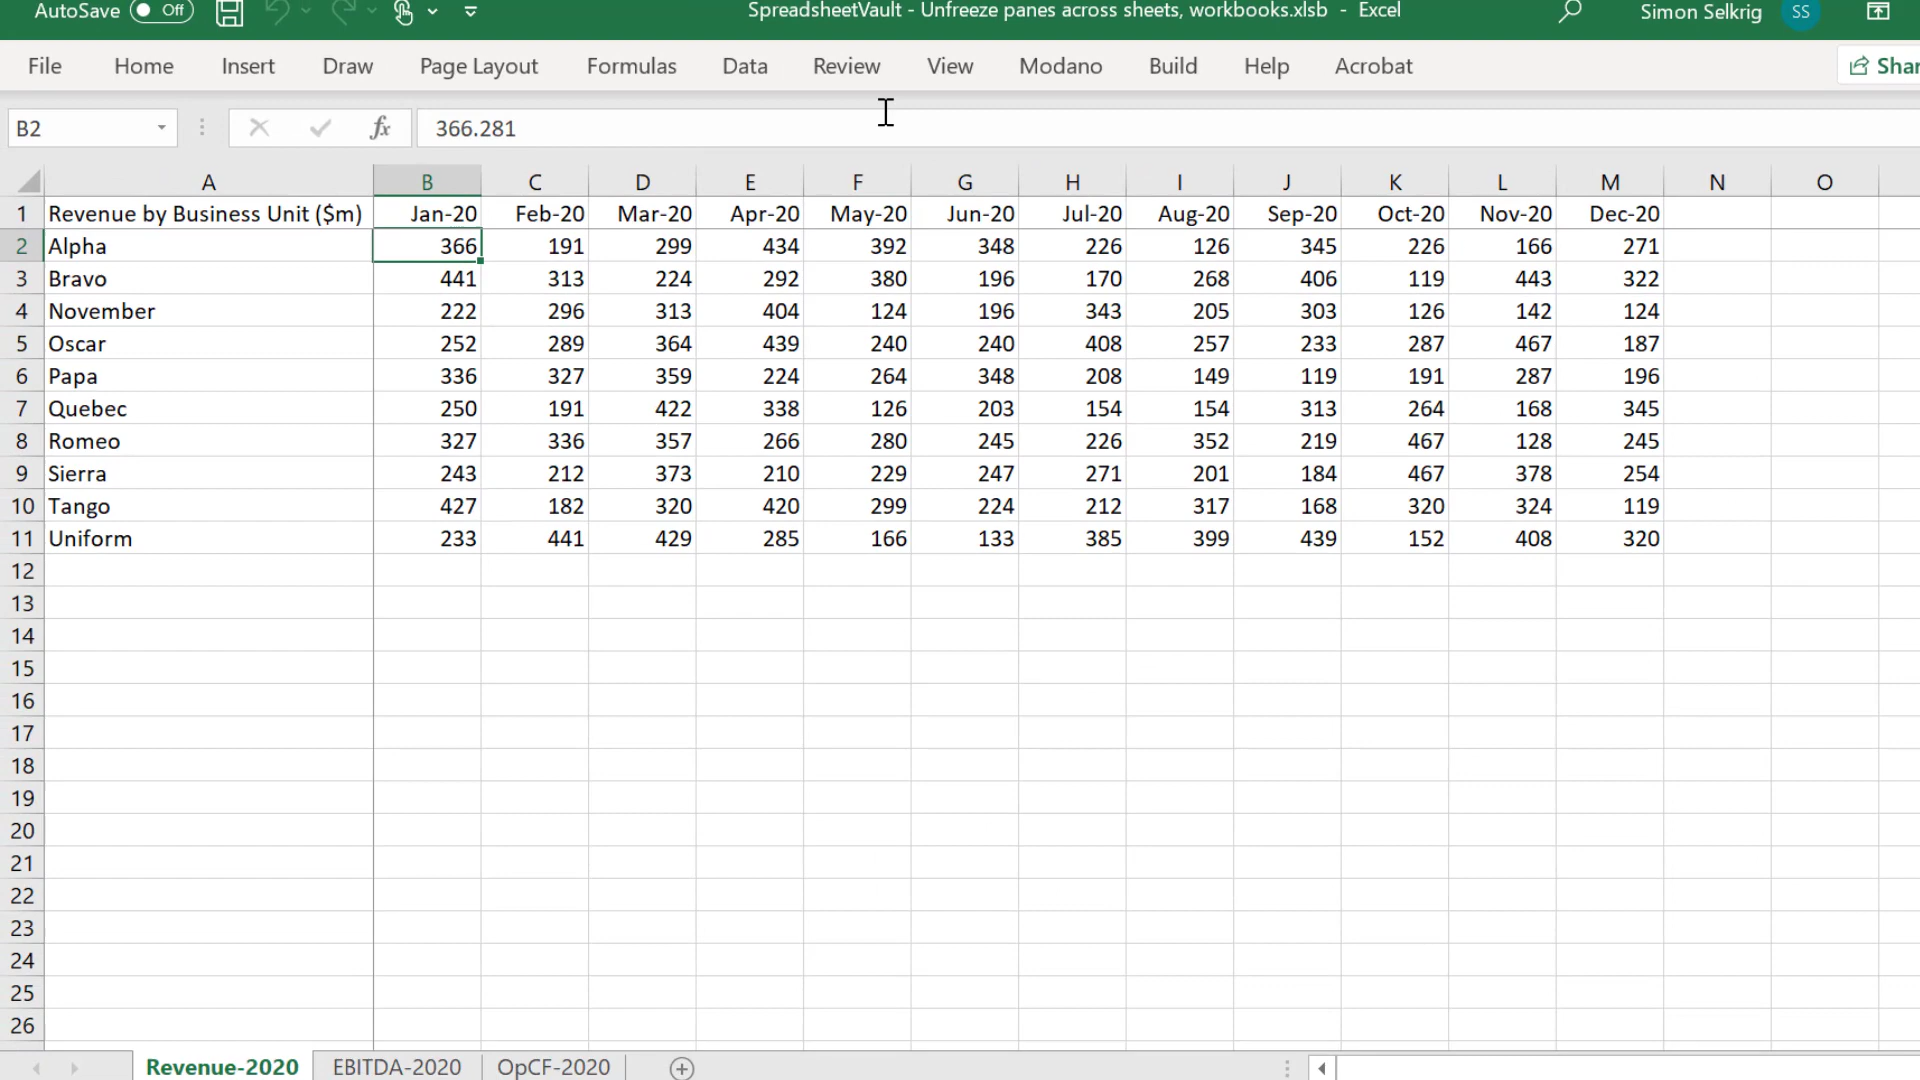 AutoSave Off SpreadsheetVault - Unfreeze panes across sheets, workbooks.xlsb - Excel Simon Selkrig SS
File Home Insert Draw Page Layout Formulas Data Review View Modano Build Help Acrobat Shar
B2 fx 366.281
A B C D E F G H I J K L M N O
1 Revenue by Business Unit ($m) Jan-20 Feb-20 Mar-20 Apr-20 May-20 Jun-20 Jul-20 Aug-20 Sep-20 Oct-20 Nov-20 Dec-20
2 Alpha 366 191 299 434 392 348 226 126 345 226 166 271
3 Bravo 441 313 224 292 380 196 170 268 406 119 443 322
4 November 222 296 313 404 124 196 343 205 303 126 142 124
5 Oscar 252 289 364 439 240 240 408 257 233 287 467 187
6 Papa 336 327 359 224 264 348 208 149 119 191 287 196
7 Quebec 250 191 422 338 126 203 154 154 313 264 168 345
8 Romeo 327 336 357 266 280 245 226 352 219 467 128 245
9 Sierra 243 212 373 210 229 247 271 201 184 467 378 254
10 Tango 427 182 320 420 299 224 212 317 168 320 324 119
11 Uniform 233 441 429 285 166 133 385 399 439 152 408 320
12
13
14
15
16
17
18
19
20
21
22
23
24
25
26
Revenue-2020 EBITDA-2020 OpCF-2020